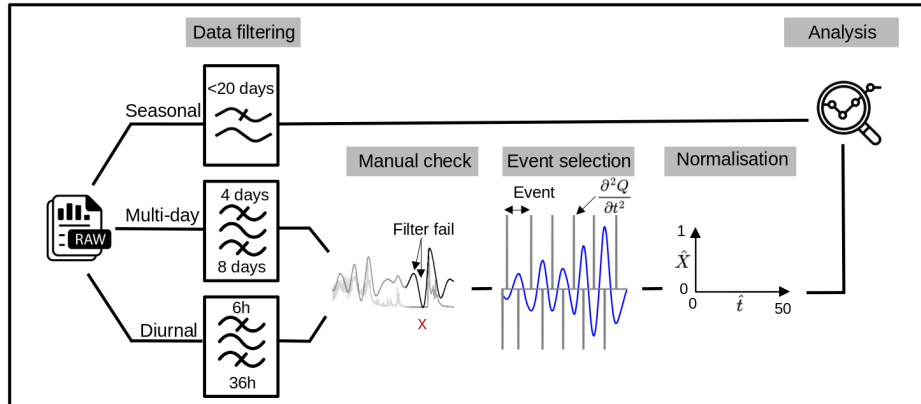 Data filtering
Analysis
<20 days
Seasonal
Manual check
Event selection
Normalisation
4 days
Multi-day
8 days
RAW
Filter fail
Event
∂²Q
∂t²
1
X̂
0
0
t̂
50
x
Diurnal
6h
36h